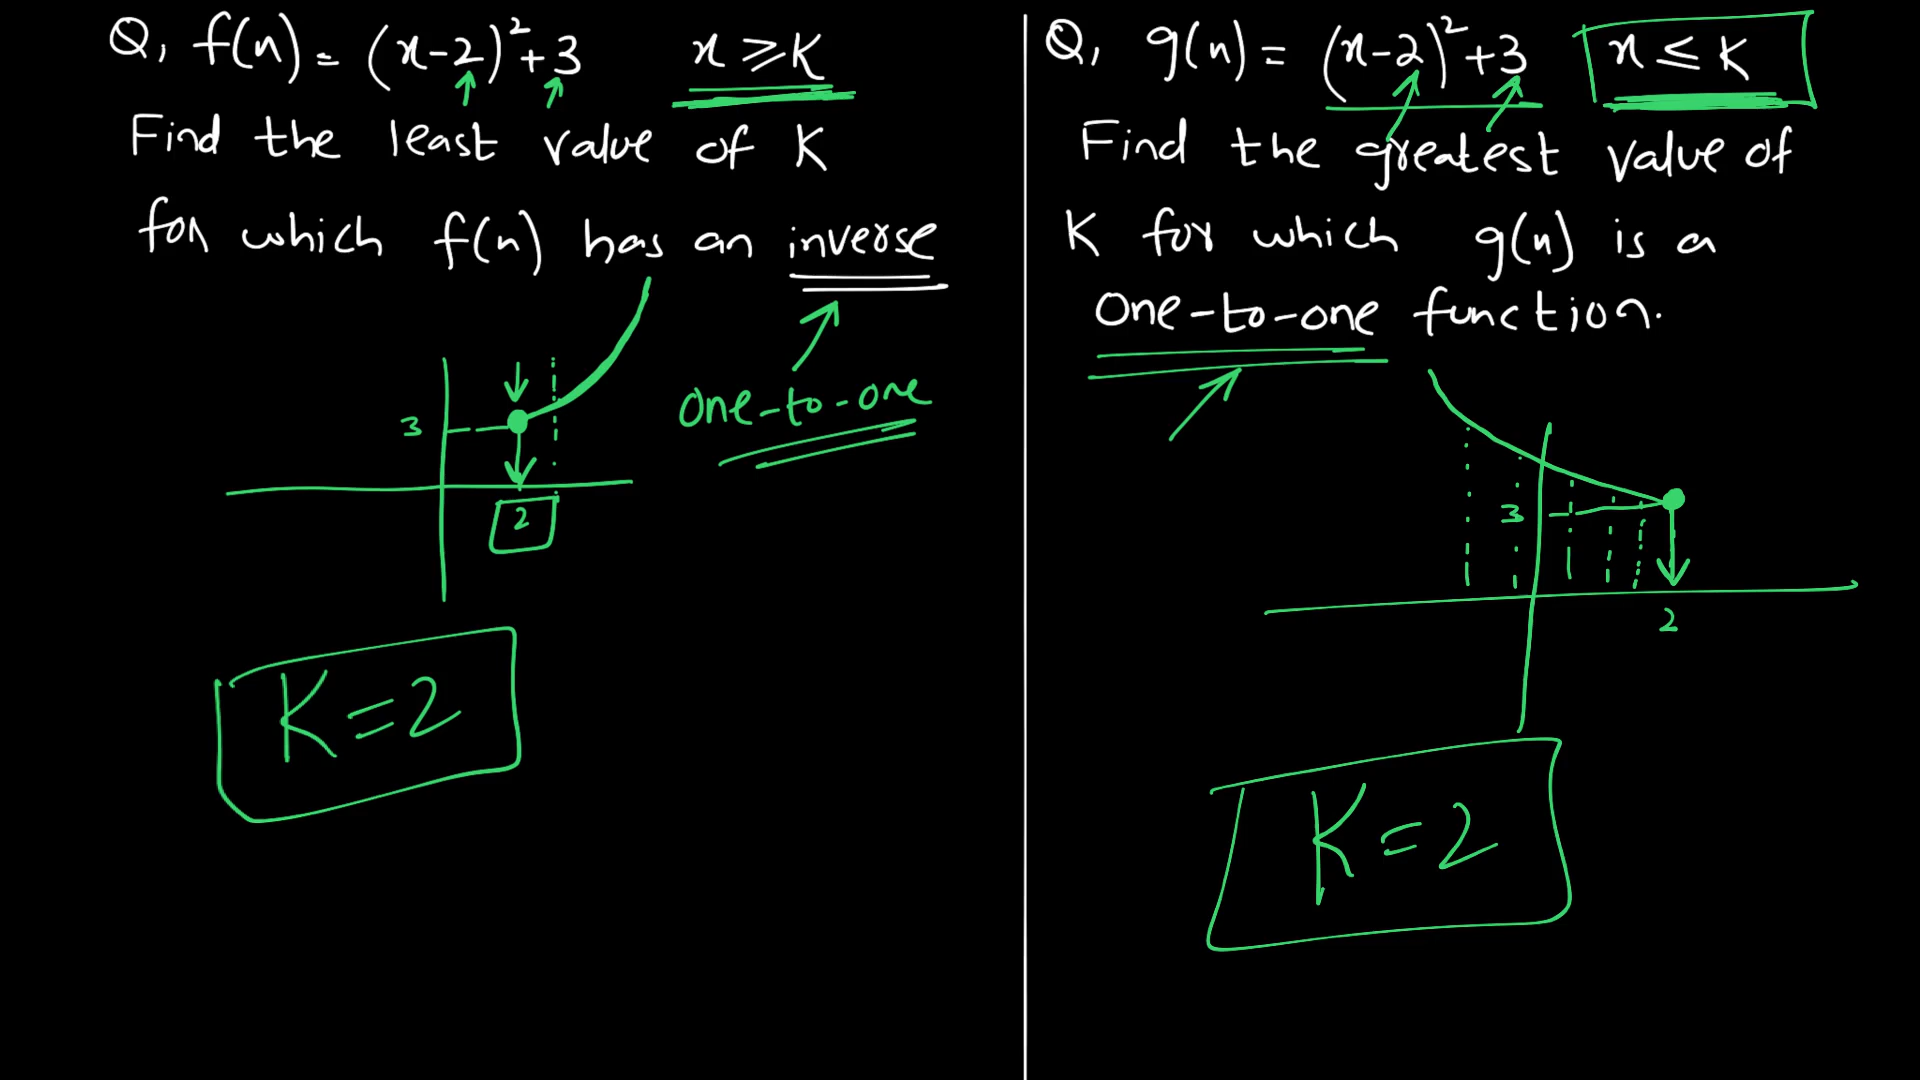 Q, f(x) = (x-2)²+3 x ≥ K
Find the least value of K
for which f(x) has an inverse
one-to-one
3
2
K = 2
Q, g(x) = (x-2)²+3 x ≤ K
Find the greatest value of
K for which g(x) is a
one-to-one function.
3
2
K = 2